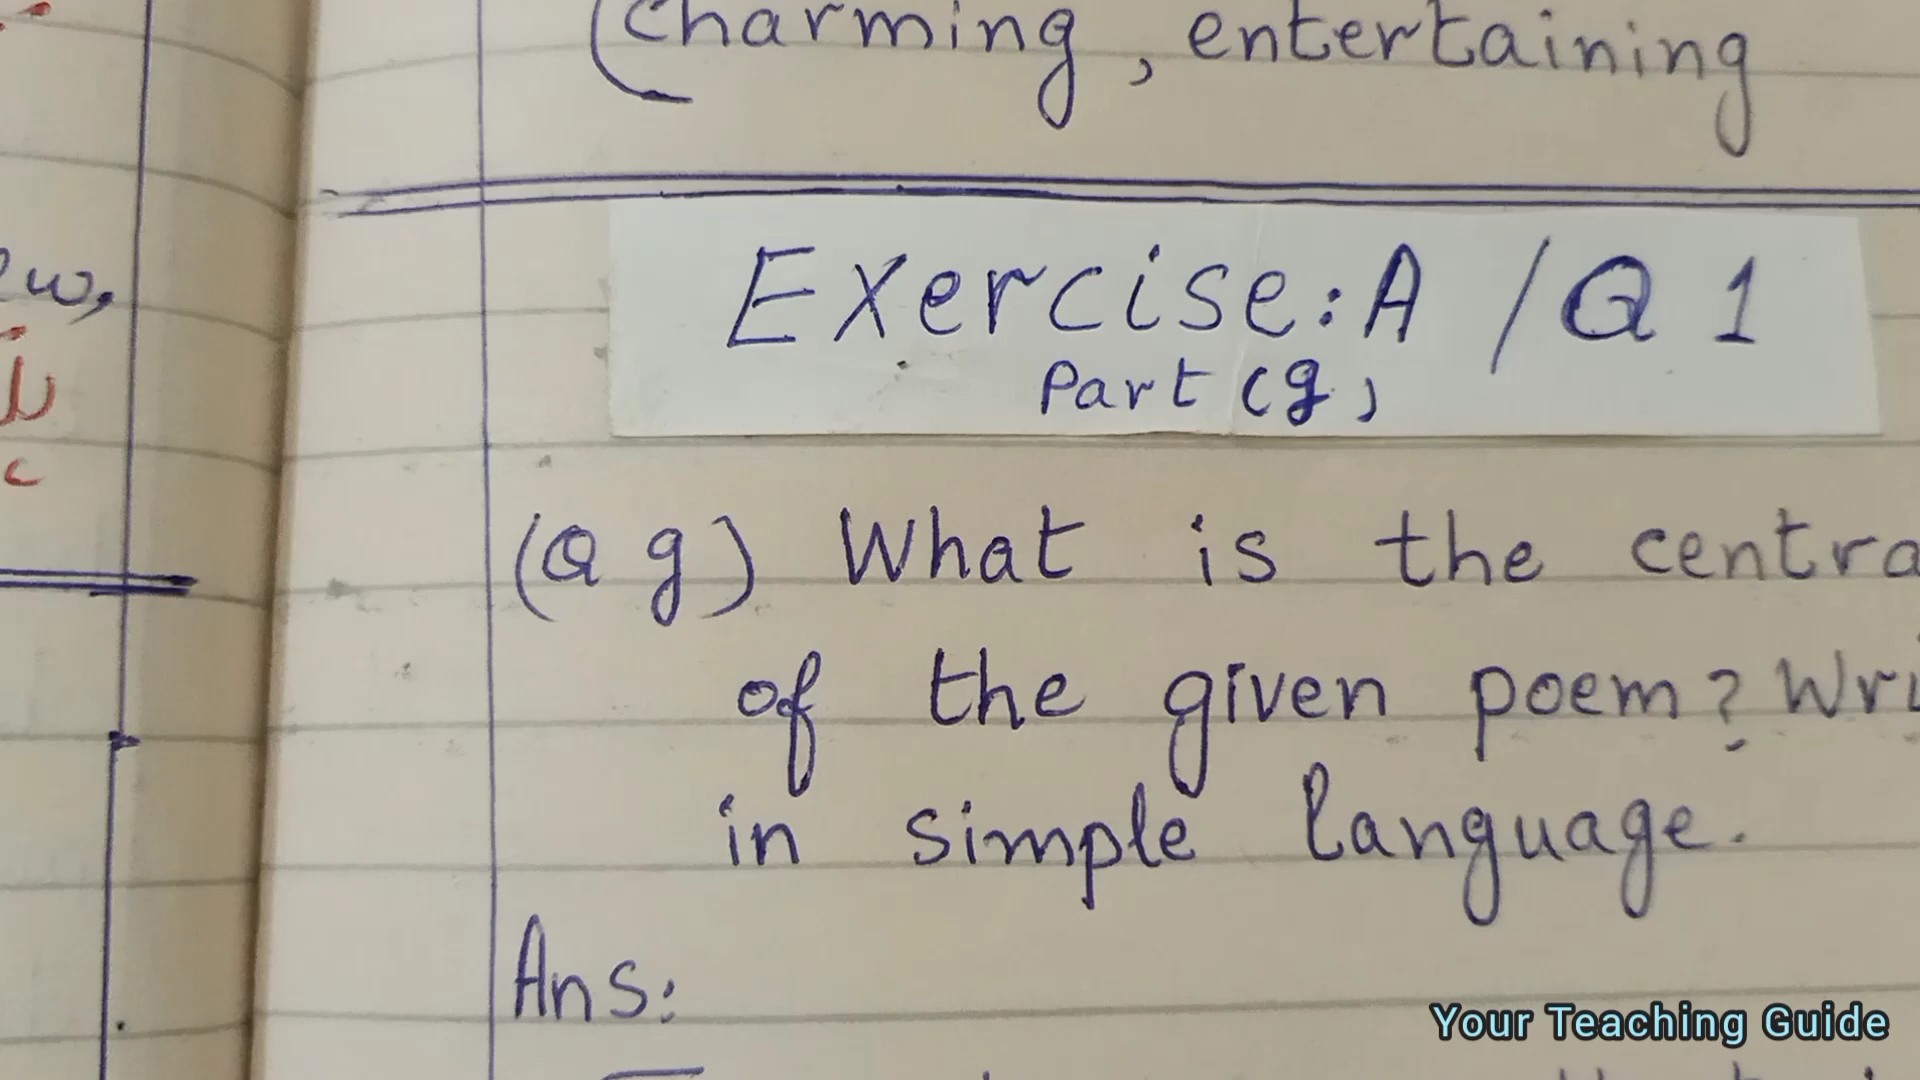 (Charming, entertaining
Exercise: A / Q 1
Part (g)
(Q g) What is the centra
of the given poem? Wri
in simple language.
Ans:
Your Teaching Guide